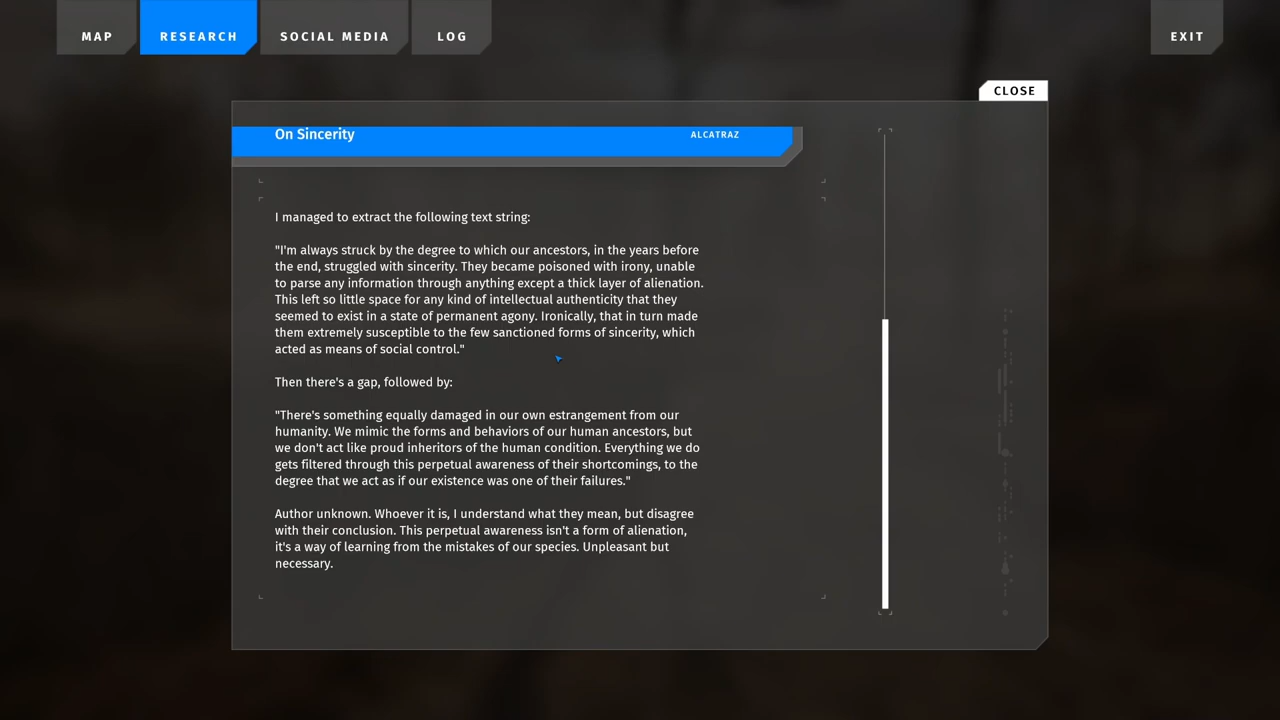 MAP
RESEARCH
SOCIAL MEDIA
LOG
EXIT
CLOSE
On Sincerity
ALCATRAZ
I managed to extract the following text string:
"I'm always struck by the degree to which our ancestors, in the years before
the end, struggled with sincerity. They became poisoned with irony, unable
to parse any information through anything except a thick layer of alienation.
This left so little space for any kind of intellectual authenticity that they
seemed to exist in a state of permanent agony. Ironically, that in turn made
them extremely susceptible to the few sanctioned forms of sincerity, which
acted as means of social control."
Then there's a gap, followed by:
"There's something equally damaged in our own estrangement from our
humanity. We mimic the forms and behaviors of our human ancestors, but
we don't act like proud inheritors of the human condition. Everything we do
gets filtered through this perpetual awareness of their shortcomings, to the
degree that we act as if our existence was one of their failures."
Author unknown. Whoever it is, I understand what they mean, but disagree
with their conclusion. This perpetual awareness isn't a form of alienation,
it's a way of learning from the mistakes of our species. Unpleasant but
necessary.